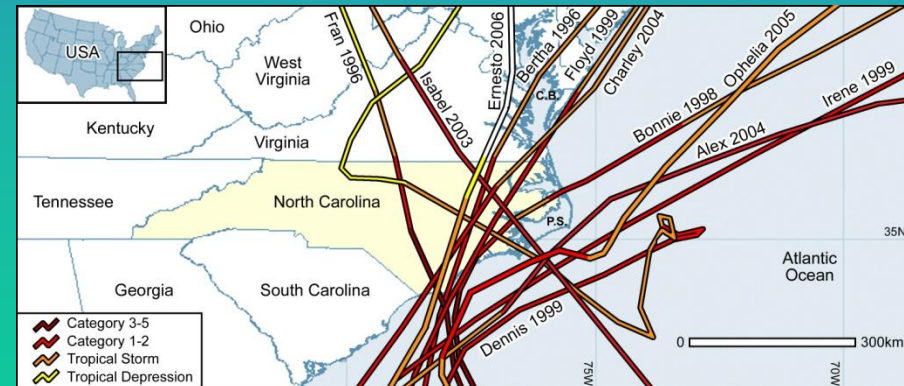 USA
Ohio
West
Virginia
Kentucky
Virginia
Tennessee
North Carolina
Georgia
South Carolina
Fran 1996
Isabel 2003
Ernesto 2006
Bertha 1996
Floyd 1999
Charley 2004
C.B.
Bonnie 1998
Ophelia 2005
Alex 2004
Irene 1999
P.S.
35N
Atlantic
Ocean
Dennis 1999
Category 3-5
Category 1-2
Tropical Storm
Tropical Depression
0 300km
75W
70W